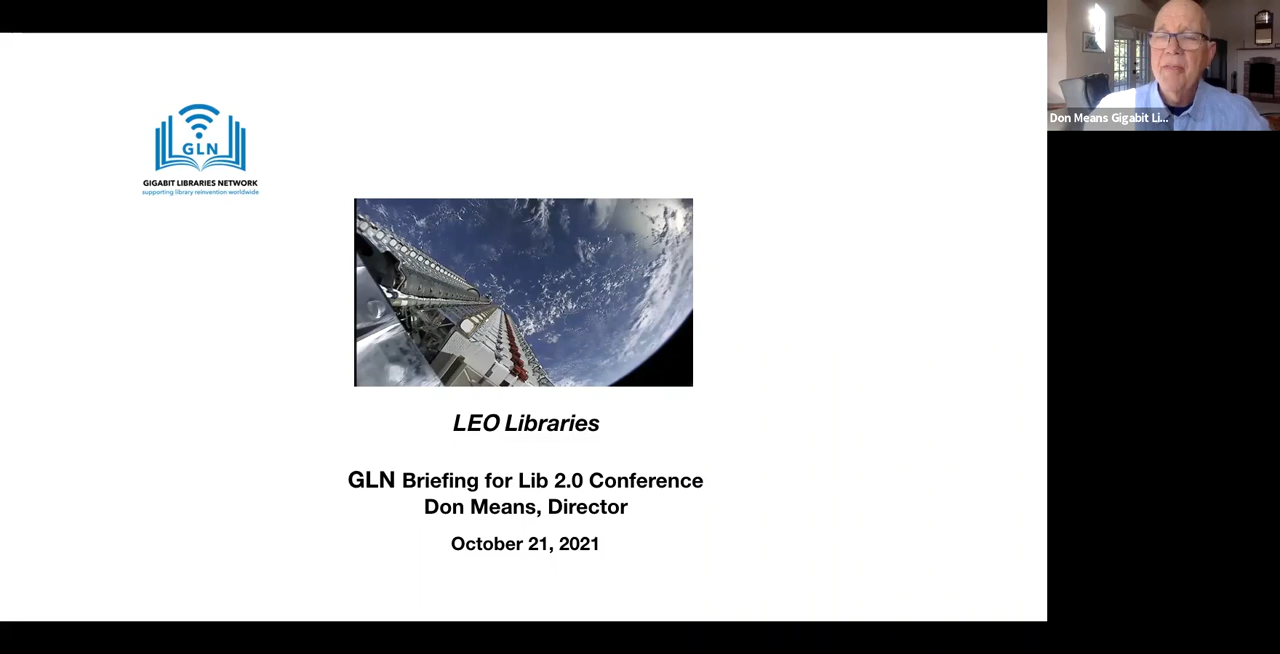 GLN
GIGABIT LIBRARIES NETWORK
supporting library reinvention worldwide
LEO Libraries
GLN Briefing for Lib 2.0 Conference
Don Means, Director
October 21, 2021
Don Means Gigabit Li...